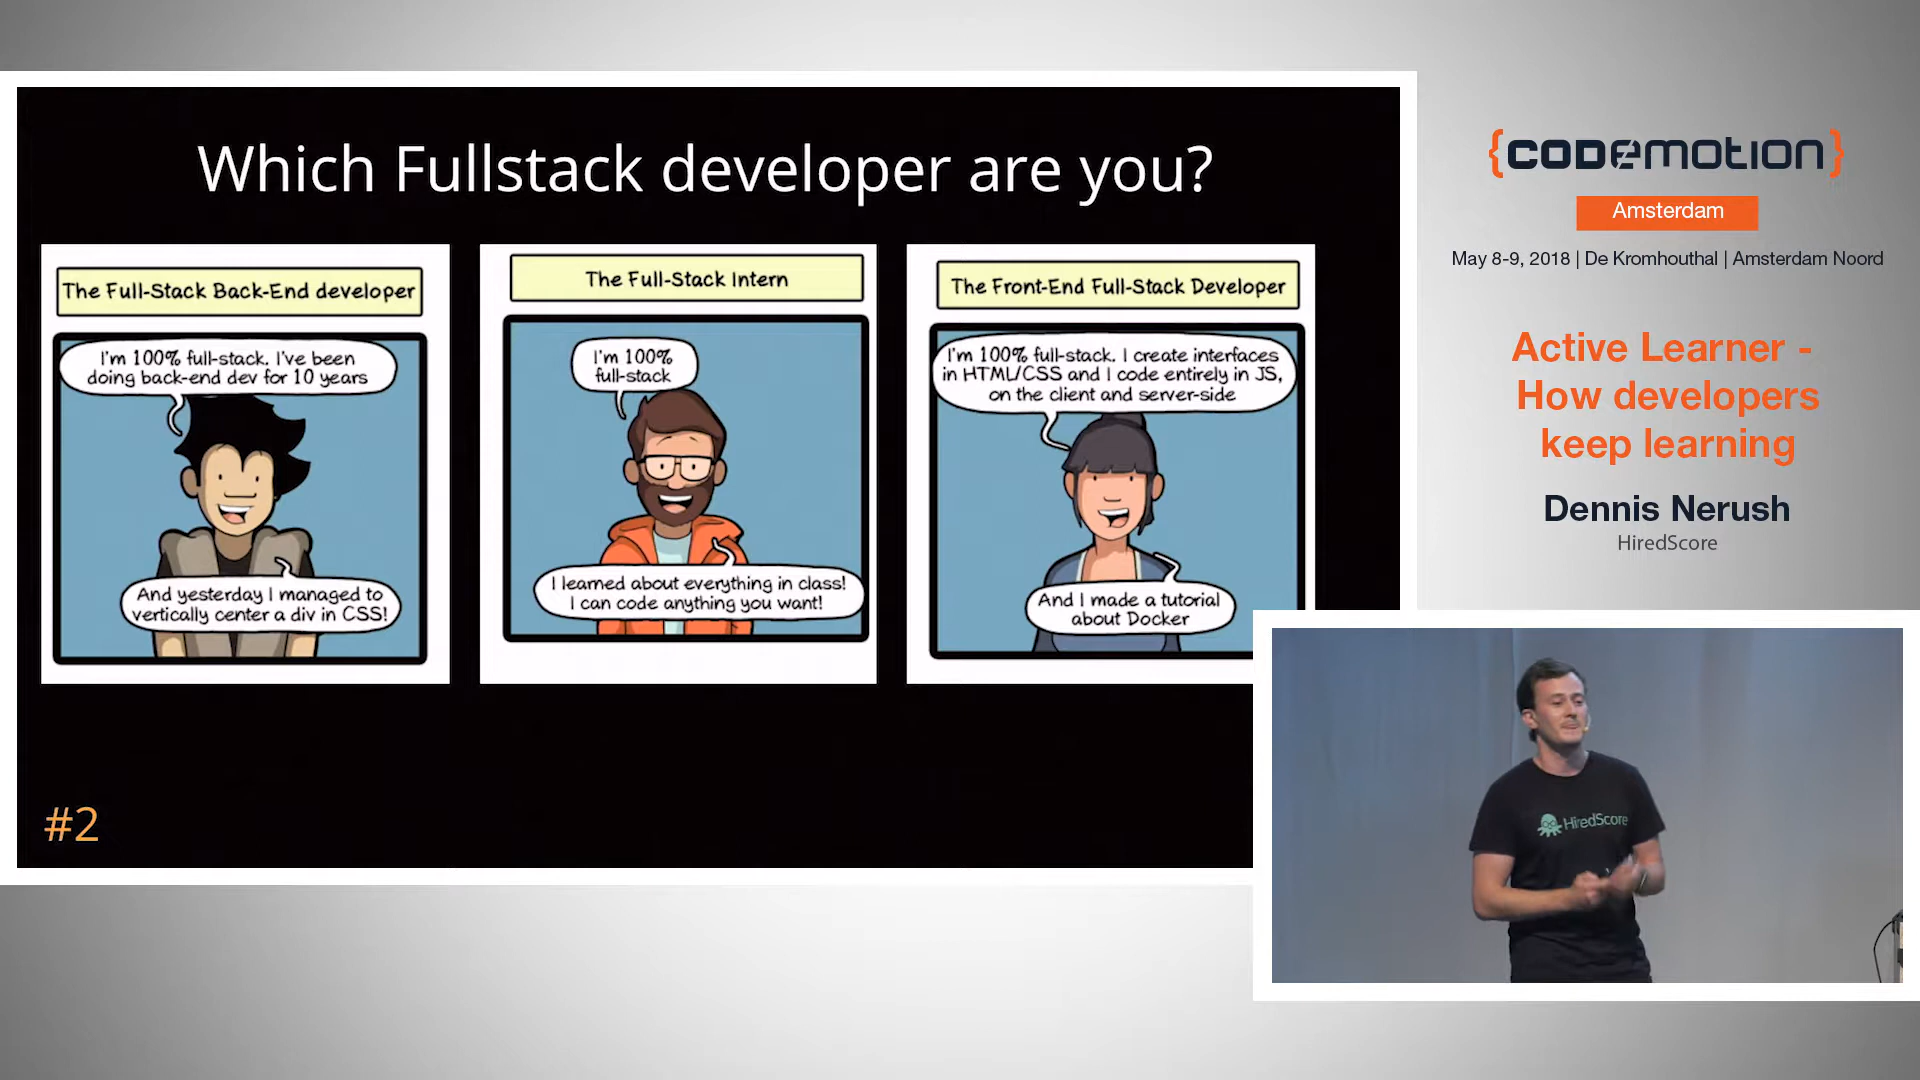 Which Fullstack developer are you?
The Full-Stack Back-End developer
I'm 100% full-stack. I've been
doing back-end dev for 10 years
And yesterday I managed to
vertically center a div in CSS!
The Full-Stack Intern
I'm 100%
full-stack
I learned about everything in class!
I can code anything you want!
The Front-End Full-Stack Developer
I'm 100% full-stack. I create interfaces
in HTML/CSS and I code entirely in JS,
on the client and server-side
And I made a tutorial
about Docker
#2
{codemotion}
Amsterdam
May 8-9, 2018 | De Kromhouthal | Amsterdam Noord
Active Learner -
How developers
keep learning
Dennis Nerush
HiredScore
HiredScore